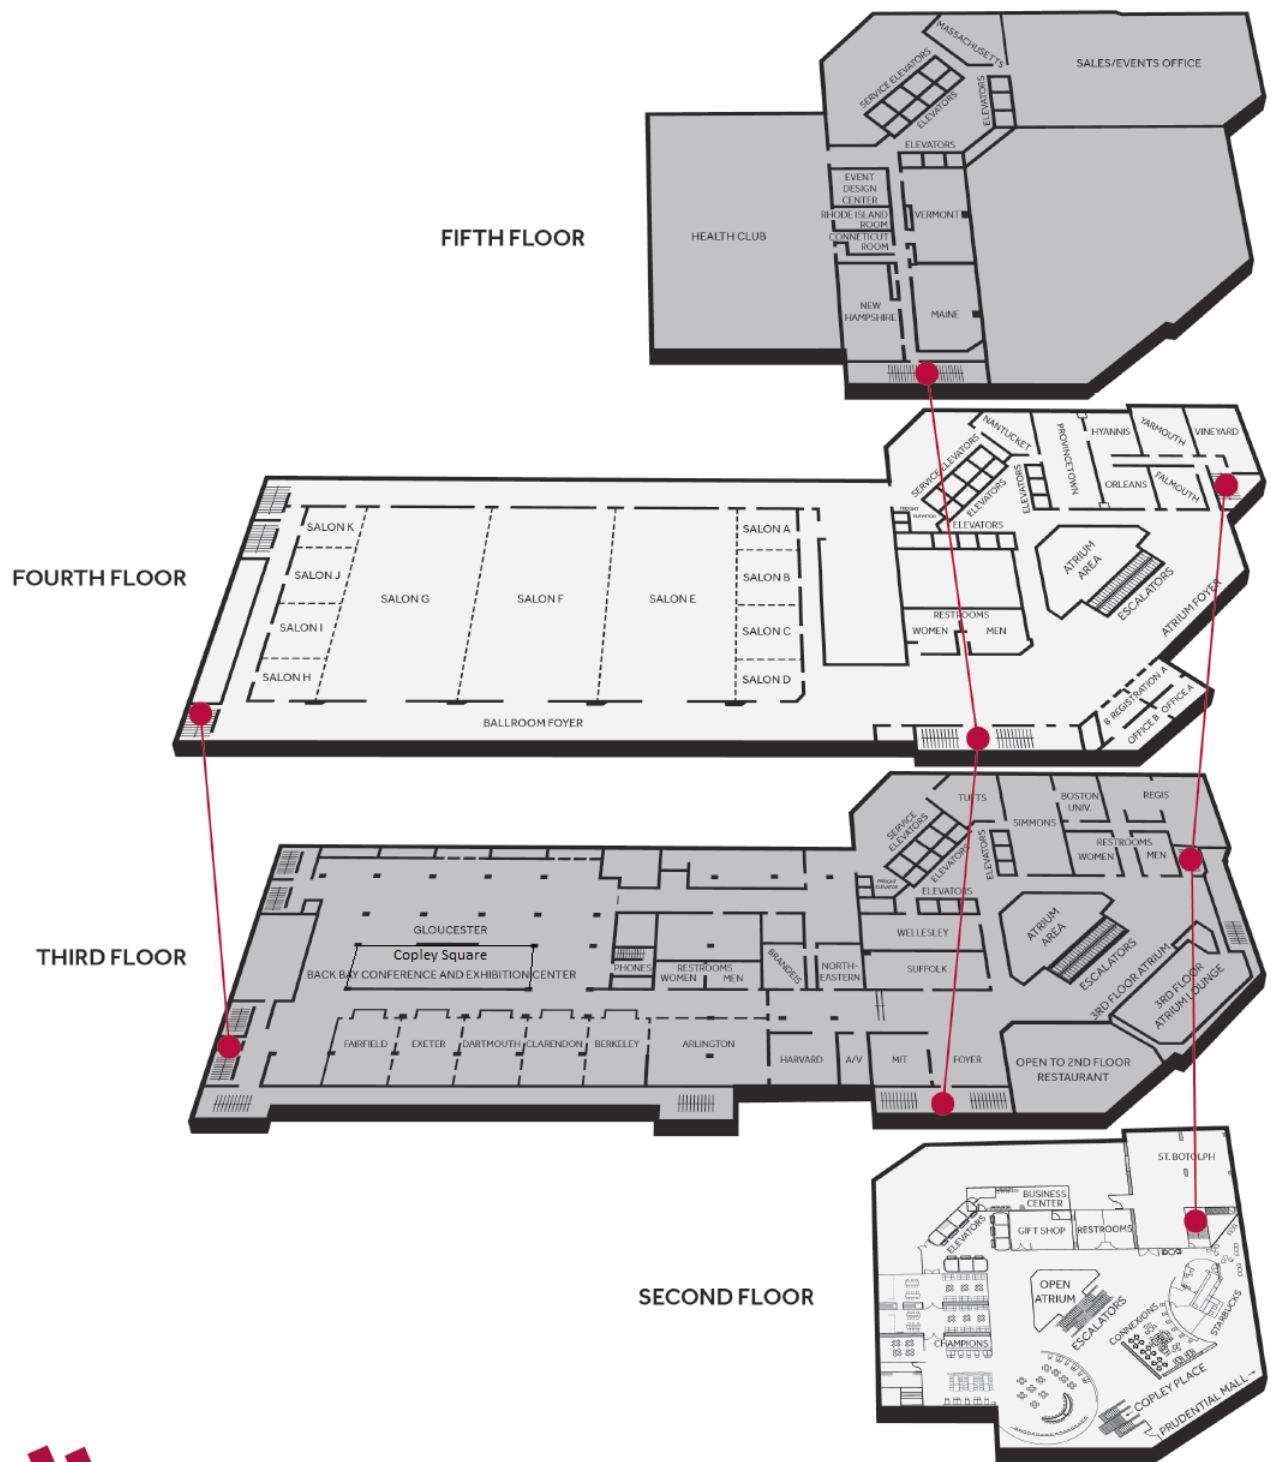 MASSACHUSETTS
SALES/EVENTS OFFICE
SERVICE ELEVATORS
ELEVATORS
ELEVATORS
ELEVATORS
EVENT
DESIGN
CENTER
RHODE ISLAND
ROOM
VERMONT
CONNETICUT
ROOM
FIFTH FLOOR
HEALTH CLUB
NEW
HAMPSHIRE
MAINE
NANTUCKET
PROVINCETOWN
HYANNIS
YARMOUTH
VINEYARD
SERVICE ELEVATORS
ELEVATORS
ELEVATORS
ORLEANS
FALMOUTH
FREIGHT
ELEVATOR
ELEVATORS
SALON K
SALON A
ATRIUM
AREA
FOURTH FLOOR
SALON J
SALON B
ESCALATORS
SALON G
SALON F
SALON E
ATRIUM FOYER
RESTROOMS
SALON I
SALON C
WOMEN
MEN
SALON H
SALON D
B REGISTRATION A
OFFICE B OFFICE A
BALLROOM FOYER
TUFTS
BOSTON
UNIV.
REGIS
SIMMONS
SERVICE
ELEVATORS
ELEVATORS
ELEVATORS
RESTROOMS
WOMEN
MEN
FREIGHT
ELEVATOR
ELEVATORS
GLOUCESTER
WELLESLEY
ATRIUM
AREA
THIRD FLOOR
Copley Square
BACK BAY CONFERENCE AND EXHIBITION CENTER
PHONES
RESTROOMS
WOMEN
MEN
BRANDEIS
NORTH-
EASTERN
SUFFOLK
ESCALATORS
3RD FLOOR ATRIUM
3RD FLOOR
ATRIUM LOUNGE
FAIRFIELD
EXETER
DARTMOUTH
CLARENDON
BERKELEY
ARLINGTON
HARVARD
A/V
MIT
FOYER
OPEN TO 2ND FLOOR
RESTAURANT
ST. BOTOLPH
BUSINESS
CENTER
ELEVATORS
GIFT SHOP
RESTROOMS
SECOND FLOOR
OPEN
ATRIUM
ESCALATORS
CONNEXIONS
STARBUCKS
CHAMPIONS
COPLEY PLACE
PRUDENTIAL MALL